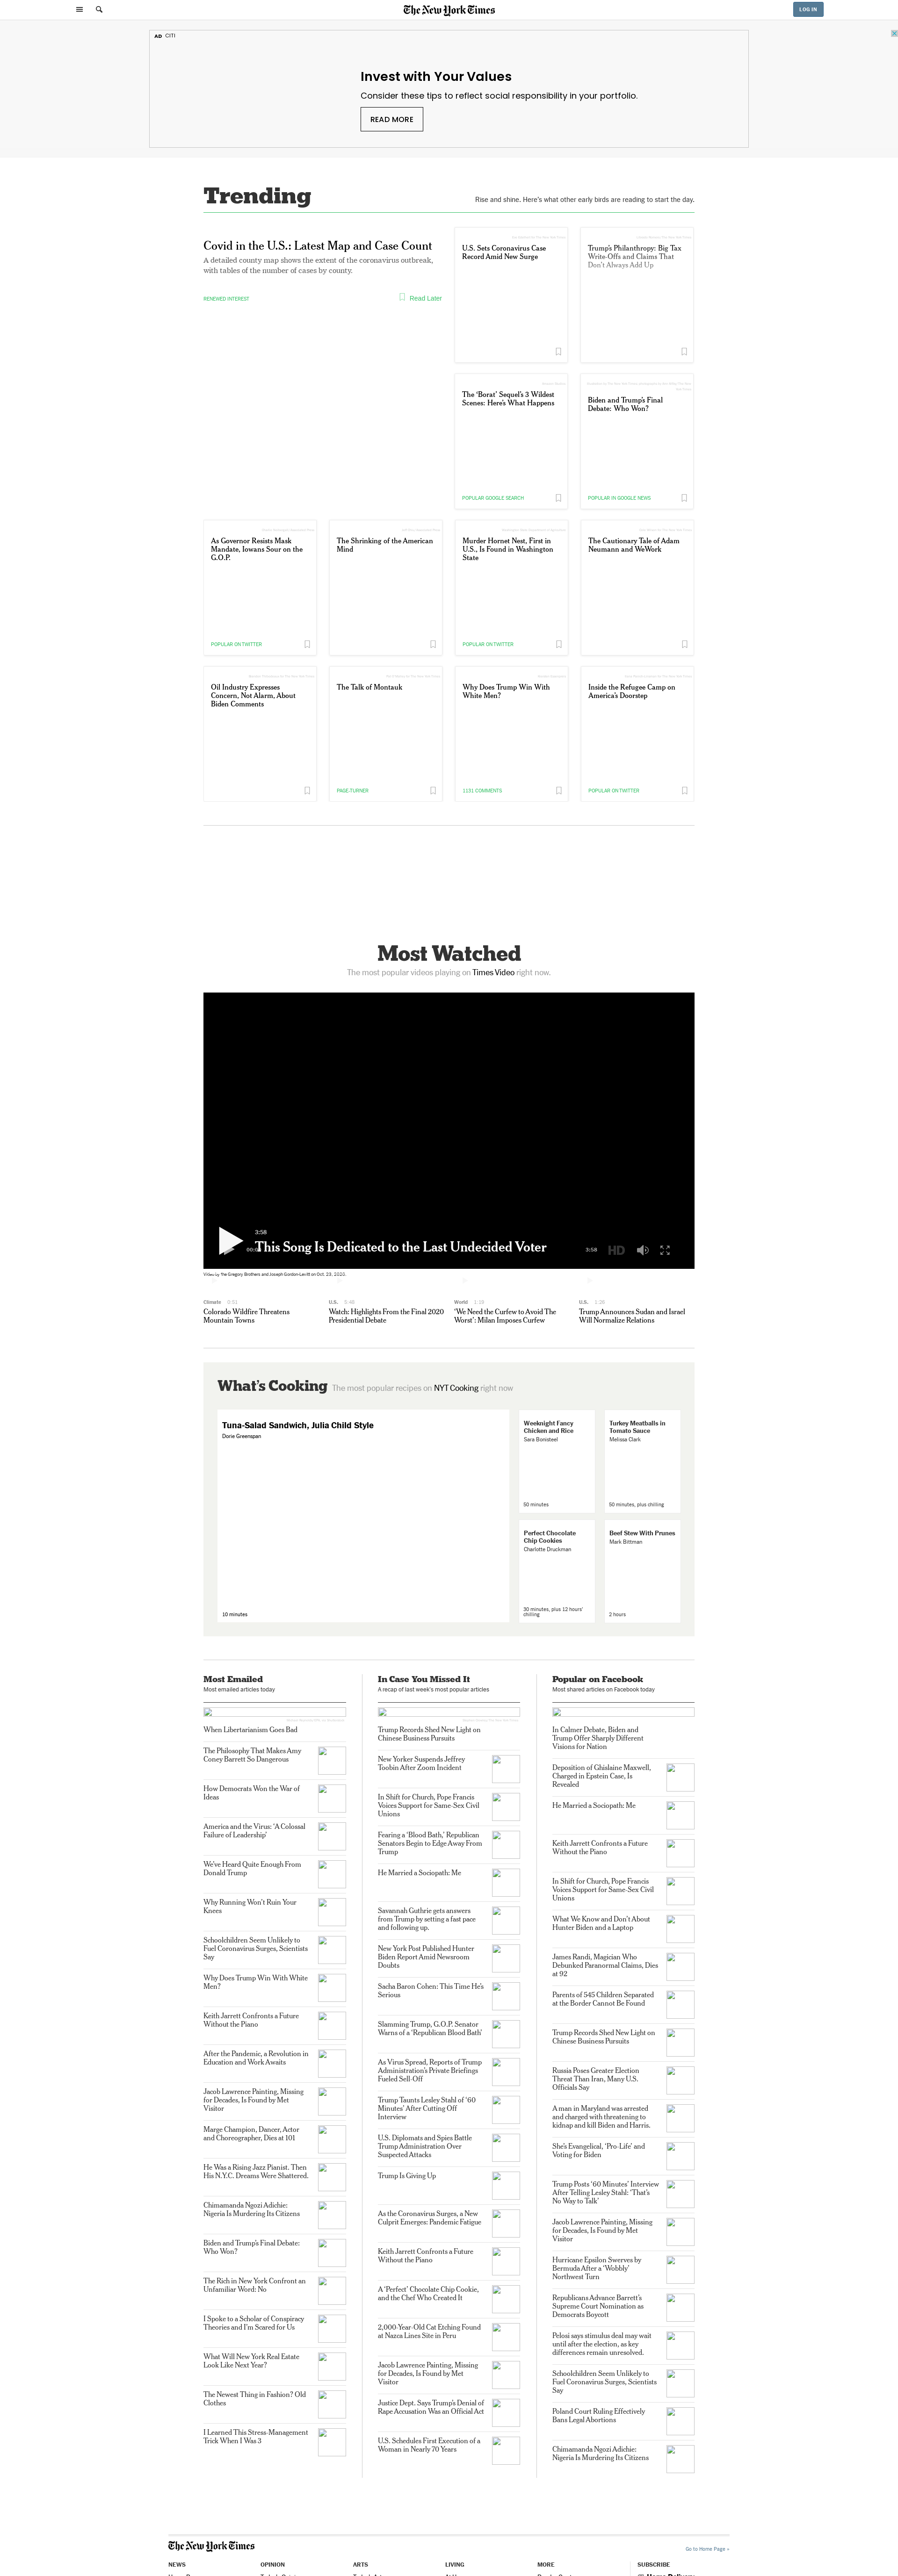 The New York Times
LOG IN
AD CITI
Invest with Your Values
Consider these tips to reflect social responsibility in your portfolio.
READ MORE
Trending
Rise and shine. Here's what other early birds are reading to start the day.
Covid in the U.S.: Latest Map and Case Count
A detailed county map shows the extent of the coronavirus outbreak,
with tables of the number of cases by county.
RENEWED INTEREST
Read Later
U.S. Sets Coronavirus Case
Record Amid New Surge
Trump's Philanthropy: Big Tax
Write-Offs and Claims That
Don't Always Add Up
The ‘Borat’ Sequel's 3 Wildest
Scenes: Here's What Happens
POPULAR GOOGLE SEARCH
Biden and Trump's Final
Debate: Who Won?
POPULAR IN GOOGLE NEWS
As Governor Resists Mask
Mandate, Iowans Sour on the
G.O.P.
POPULAR ON TWITTER
The Shrinking of the American
Mind
Murder Hornet Nest, First in
U.S., Is Found in Washington
State
POPULAR ON TWITTER
The Cautionary Tale of Adam
Neumann and WeWork
Oil Industry Expresses
Concern, Not Alarm, About
Biden Comments
The Talk of Montauk
PAGE-TURNER
Why Does Trump Win With
White Men?
1131 COMMENTS
Inside the Refugee Camp on
America's Doorstep
POPULAR ON TWITTER
Most Watched
The most popular videos playing on Times Video right now.
3:58
This Song Is Dedicated to the Last Undecided Voter
3:58
HD
Video by the Gregory Brothers and Joseph Gordon-Levitt on Oct. 23, 2020.
Climate 0:51
Colorado Wildfire Threatens
Mountain Towns
U.S. 5:48
Watch: Highlights From the Final 2020
Presidential Debate
World 1:18
‘We Need the Curfew to Avoid The
Worst’: Milan Imposes Curfew
U.S. 1:35
Trump Announces Sudan and Israel
Will Normalize Relations
What's Cooking The most popular recipes on NYT Cooking right now
Tuna-Salad Sandwich, Julia Child Style
Dorie Greenspan
10 minutes
Weeknight Fancy
Chicken and Rice
Sara Bonisteel
50 minutes
Turkey Meatballs in
Tomato Sauce
Melissa Clark
50 minutes, plus chilling
Perfect Chocolate
Chip Cookies
Charlotte Druckman
30 minutes, plus 12 hours'
chilling
Beef Stew With Prunes
Mark Bittman
2 hours
Most Emailed
Most emailed articles today
When Libertarianism Goes Bad
The Philosophy That Makes Amy
Coney Barrett So Dangerous
How Democrats Won the War of
Ideas
America and the Virus: ‘A Colossal
Failure of Leadership’
We've Heard Quite Enough From
Donald Trump
Why Running Won't Ruin Your
Knees
Schoolchildren Seem Unlikely to
Fuel Coronavirus Surges, Scientists
Say
Why Does Trump Win With White
Men?
Keith Jarrett Confronts a Future
Without the Piano
After the Pandemic, a Revolution in
Education and Work Awaits
Jacob Lawrence Painting, Missing
for Decades, Is Found by Met
Visitor
Marge Champion, Dancer, Actor
and Choreographer, Dies at 101
He Was a Rising Jazz Pianist. Then
His N.Y.C. Dreams Were Shattered.
Chimamanda Ngozi Adichie:
Nigeria Is Murdering Its Citizens
Biden and Trump's Final Debate:
Who Won?
The Rich in New York Confront an
Unfamiliar Word: No
I Spoke to a Scholar of Conspiracy
Theories and I'm Scared for Us
What Will New York Real Estate
Look Like Next Year?
The Newest Thing in Fashion? Old
Clothes
I Learned This Stress-Management
Trick When I Was 3
In Case You Missed It
A recap of last week's most popular articles
Trump Records Shed New Light on
Chinese Business Pursuits
New Yorker Suspends Jeffrey
Toobin After Zoom Incident
In Shift for Church, Pope Francis
Voices Support for Same-Sex Civil
Unions
Fearing a ‘Blood Bath,’ Republican
Senators Begin to Edge Away From
Trump
He Married a Sociopath: Me
Savannah Guthrie gets answers
from Trump by setting a fast pace
and following up.
New York Post Published Hunter
Biden Report Amid Newsroom
Doubts
Sacha Baron Cohen: This Time He's
Serious
Slamming Trump, G.O.P. Senator
Warns of a ‘Republican Blood Bath’
As Virus Spread, Reports of Trump
Administration's Private Briefings
Fueled Sell-Off
Trump Taunts Lesley Stahl of ‘60
Minutes’ After Cutting Off
Interview
U.S. Diplomats and Spies Battle
Trump Administration Over
Suspected Attacks
Trump Is Giving Up
As the Coronavirus Surges, a New
Culprit Emerges: Pandemic Fatigue
Keith Jarrett Confronts a Future
Without the Piano
A ‘Perfect’ Chocolate Chip Cookie,
and the Chef Who Created It
2,000-Year-Old Cat Etching Found
at Nazca Lines Site in Peru
Jacob Lawrence Painting, Missing
for Decades, Is Found by Met
Visitor
Justice Dept. Says Trump's Denial of
Rape Accusation Was an Official Act
U.S. Schedules First Execution of a
Woman in Nearly 70 Years
Popular on Facebook
Most shared articles on Facebook today
In Calmer Debate, Biden and
Trump Offer Sharply Different
Visions for Nation
Deposition of Ghislaine Maxwell,
Charged in Epstein Case, Is
Revealed
He Married a Sociopath: Me
Keith Jarrett Confronts a Future
Without the Piano
In Shift for Church, Pope Francis
Voices Support for Same-Sex Civil
Unions
What We Know and Don't About
Hunter Biden and a Laptop
James Randi, Magician Who
Debunked Paranormal Claims, Dies
at 92
Parents of 545 Children Separated
at the Border Cannot Be Found
Trump Records Shed New Light on
Chinese Business Pursuits
Russia Poses Greater Election
Threat Than Iran, Many U.S.
Officials Say
A man in Maryland was arrested
and charged with threatening to
kidnap and kill Biden and Harris.
She's Evangelical, ‘Pro-Life’ and
Voting for Biden
Trump Posts ‘60 Minutes’ Interview
After Telling Lesley Stahl: ‘That's
No Way to Talk’
Jacob Lawrence Painting, Missing
for Decades, Is Found by Met
Visitor
Hurricane Epsilon Swerves by
Bermuda After a ‘Wobbly’
Northwest Turn
Republicans Advance Barrett's
Supreme Court Nomination as
Democrats Boycott
Pelosi says stimulus deal may wait
until after the election, as key
differences remain unresolved.
Schoolchildren Seem Unlikely to
Fuel Coronavirus Surges, Scientists
Say
Poland Court Ruling Effectively
Bans Legal Abortions
Chimamanda Ngozi Adichie:
Nigeria Is Murdering Its Citizens
The New York Times
Go to Home Page »
NEWS
OPINION
ARTS
LIVING
MORE
SUBSCRIBE